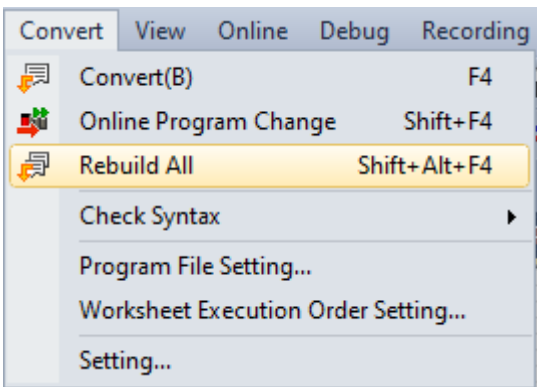 Convert View Online Debug Recording
Convert(B) F4
Online Program Change Shift+F4
Rebuild All Shift+Alt+F4
Check Syntax
Program File Setting...
Worksheet Execution Order Setting...
Setting...